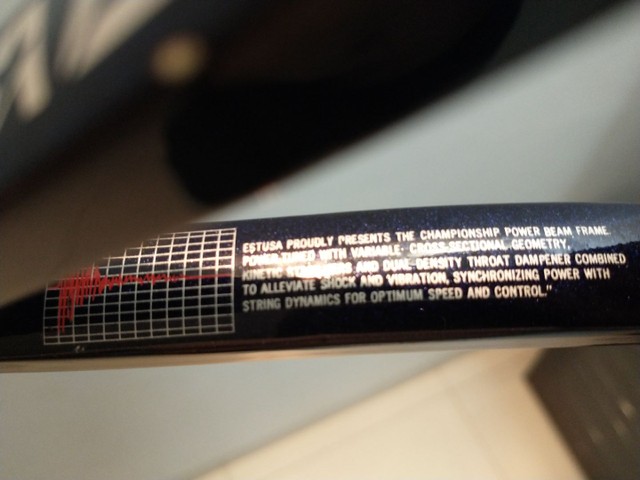 ESTUSA PROUDLY PRESENTS THE CHAMPIONSHIP POWER BEAM FRAME.
POWER-TUNED WITH VARIABLE, CROSS-SECTIONAL GEOMETRY,
AND DUAL-DENSITY THROAT DAMPENER COMBINED
TO ALLEVIATE SHOCK AND VIBRATION, SYNCHRONIZING POWER WITH
STRING DYNAMICS FOR OPTIMUM SPEED AND CONTROL."